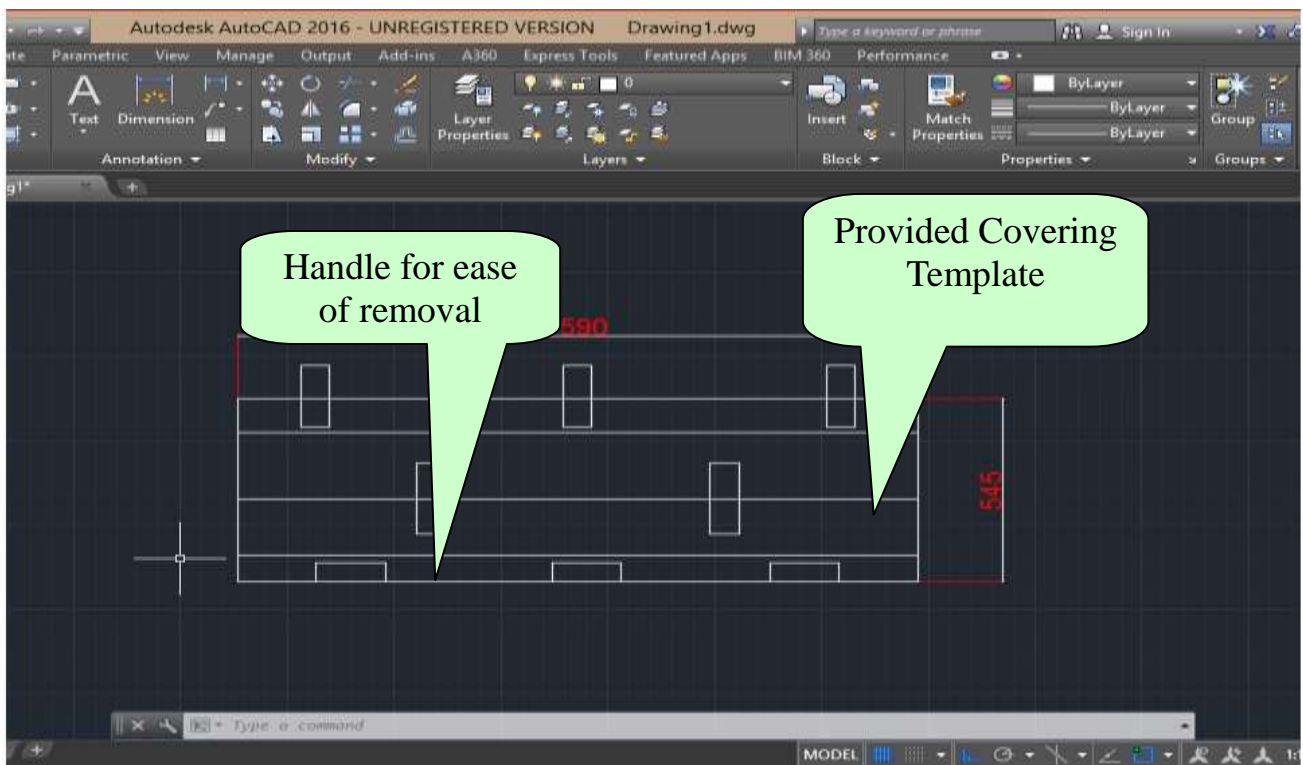 Autodesk AutoCAD 2016 - UNREGISTERED VERSION Drawing1.dwg
Type a keyword or phrase
Sign In
Parametric View Manage Output Add-ins A360 Express Tools Featured Apps BIM 360 Performance
Text
Dimension
Layer
Properties
0
Insert
Match
Properties
ByLayer
ByLayer
ByLayer
Group
Annotation
Modify
Layers
Block
Properties
Groups
Handle for ease
of removal
Provided Covering
Template
590
545
Type a command
MODEL